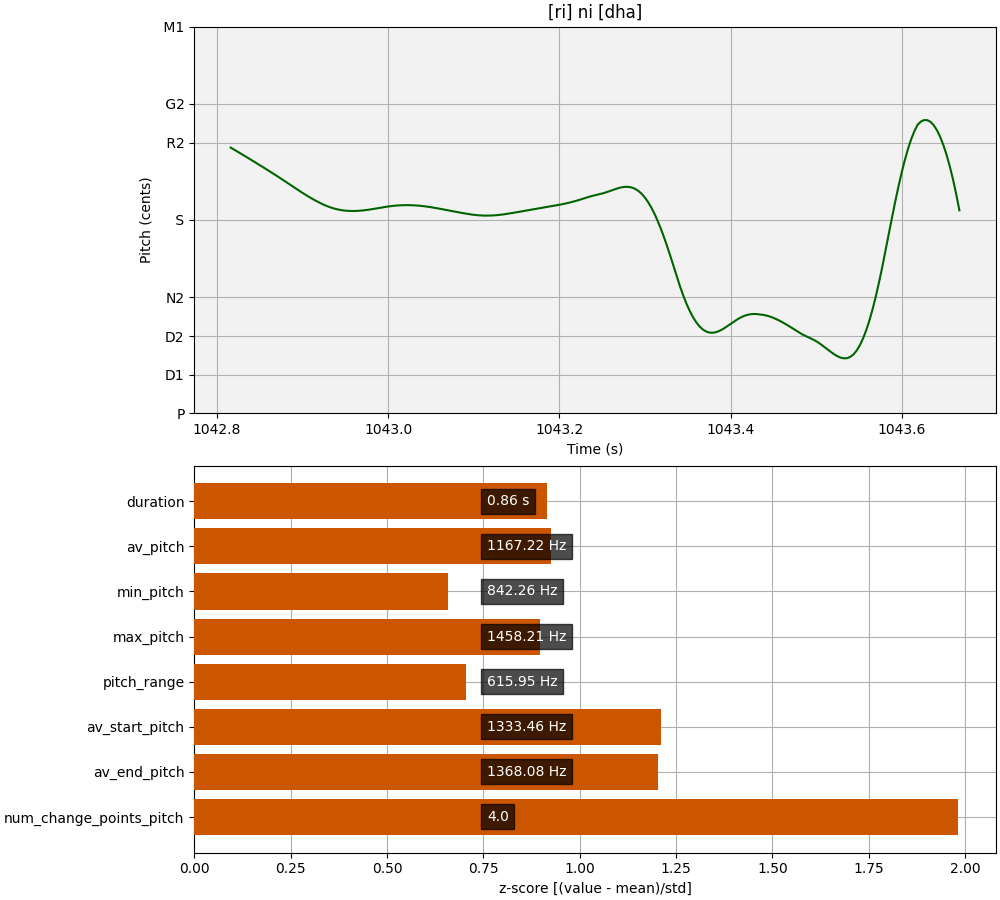 [ri] ni [dha]
M1
G2
R2
S
N2
D2
D1
P
Pitch (cents)
1042.8 1043.0 1043.2 1043.4 1043.6
Time (s)
duration 0.86 s
av_pitch 1167.22 Hz
min_pitch 842.26 Hz
max_pitch 1458.21 Hz
pitch_range 615.95 Hz
av_start_pitch 1333.46 Hz
av_end_pitch 1368.08 Hz
num_change_points_pitch 4.0
0.00 0.25 0.50 0.75 1.00 1.25 1.50 1.75 2.00
z-score [(value - mean)/std]